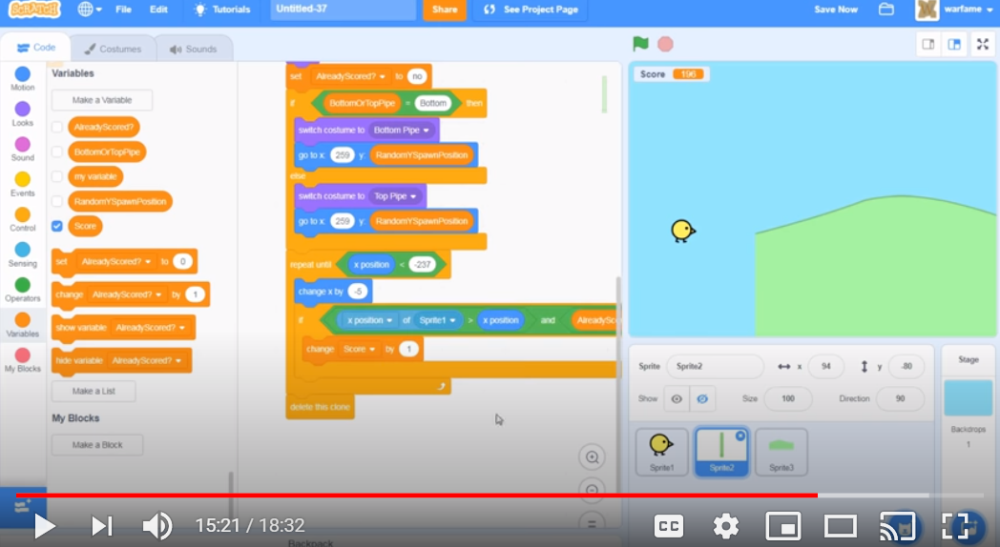 SCRATCH File Edit Tutorials Untitled-37 Share See Project Page Save Now warfame
Code Costumes Sounds
Motion
Looks
Sound
Events
Control
Sensing
Operators
Variables
My Blocks
Variables
Make a Variable
AlreadyScored?
BottomOrTopPipe
my variable
RandomYSpawnPosition
Score
set AlreadyScored? to 0
change AlreadyScored? by 1
show variable AlreadyScored?
hide variable AlreadyScored?
Make a List
My Blocks
Make a Block
set AlreadyScored? to no
if BottomOrTopPipe = Bottom then
switch costume to Bottom Pipe
go to x: 259 y: RandomYSpawnPosition
else
switch costume to Top Pipe
go to x: 259 y: RandomYSpawnPosition
repeat until x position < -237
change x by -5
if x position of Sprite1 > x position and AlreadySc
change Score by 1
delete this clone
Score 196
Sprite Sprite2 x 94 y -80
Show Size 100 Direction 90
Sprite1 Sprite2 Sprite3
Stage
Backdrops
1
15:21 / 18:32 CC
Backpack